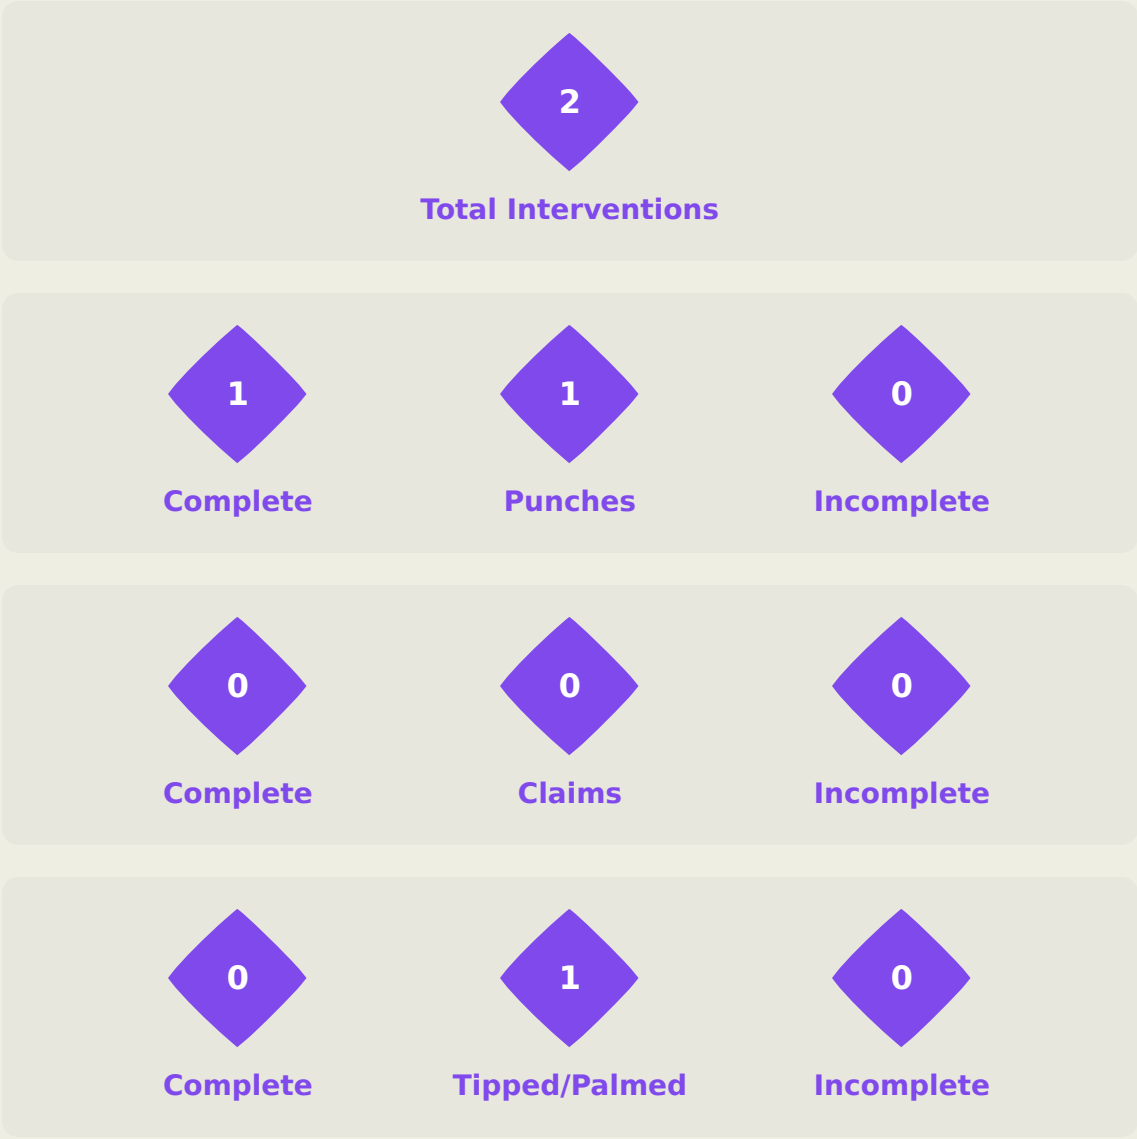 2
Total Interventions
1 1 0
Complete Punches Incomplete
0 0 0
Complete Claims Incomplete
0 1 0
Complete Tipped/Palmed Incomplete